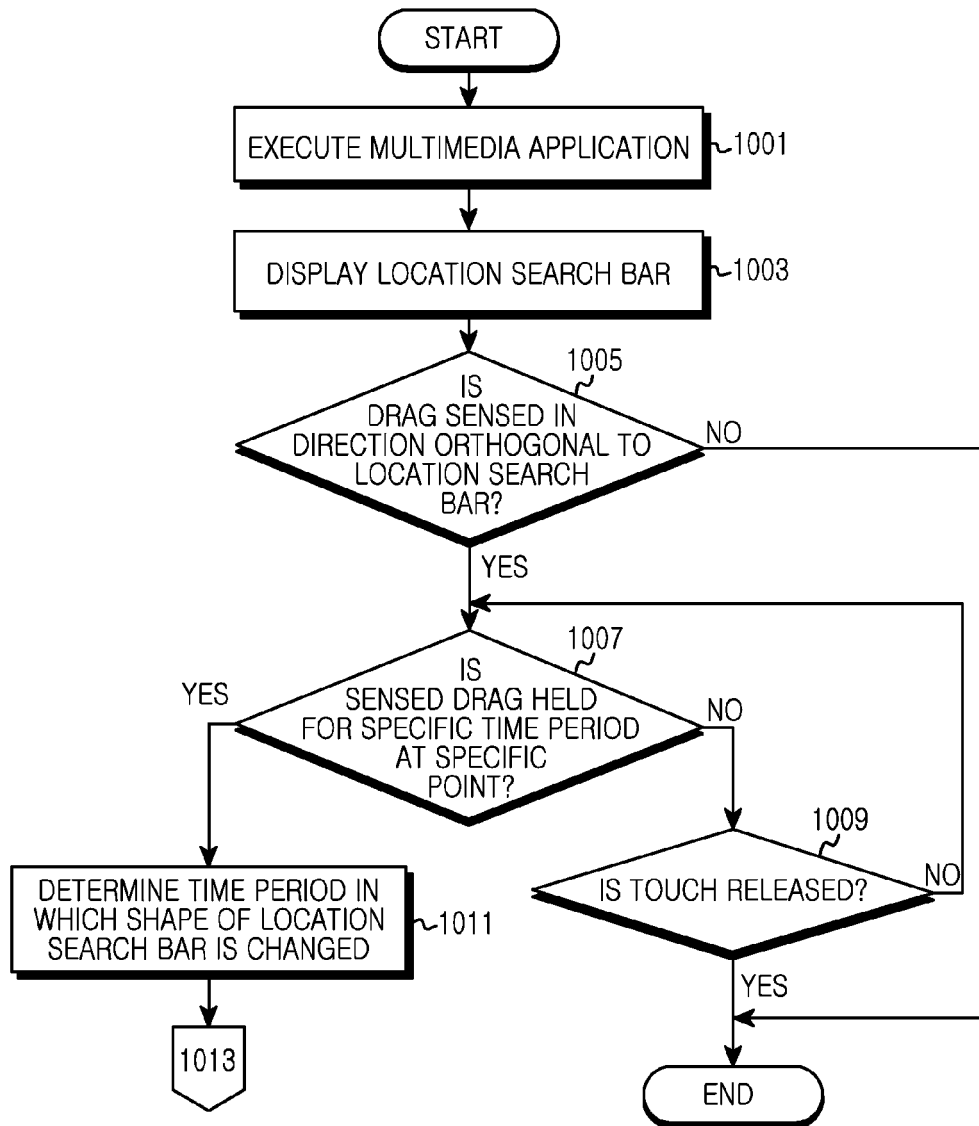 START
EXECUTE MULTIMEDIA APPLICATION
1001
DISPLAY LOCATION SEARCH BAR
1003
1005
IS
DRAG SENSED IN
DIRECTION ORTHOGONAL TO
LOCATION SEARCH
BAR?
NO
YES
1007
IS
SENSED DRAG HELD
FOR SPECIFIC TIME PERIOD
AT SPECIFIC
POINT?
YES
NO
1009
IS TOUCH RELEASED?
NO
DETERMINE TIME PERIOD IN
WHICH SHAPE OF LOCATION
SEARCH BAR IS CHANGED
1011
YES
1013
END